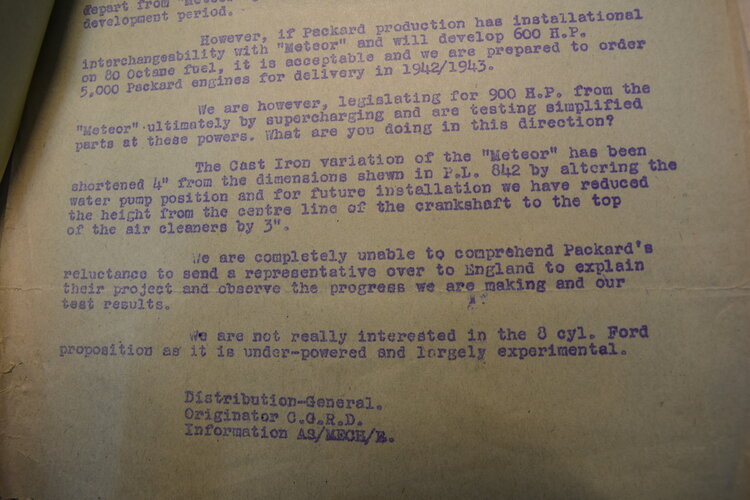 depart from "Meteor"
development period.
However, if Packard production has installational
interchangeability with "Meteor" and will develop 600 H.P.
on 80 Octane fuel, it is acceptable and we are prepared to order
5,000 Packard engines for delivery in 1942/1943.
We are however, legislating for 900 H.P. from the
"Meteor" ultimately by supercharging and are testing simplified
parts at these powers. What are you doing in this direction?
The Cast Iron variation of the "Meteor" has been
shortened 4" from the dimensions shewn in P.L. 842 by altering the
water pump position and for future installation we have reduced
the height from the centre line of the crankshaft to the top
of the air cleaners by 3".
We are completely unable to comprehend Packard's
reluctance to send a representative over to England to explain
their project and observe the progress we are making and our
test results.
We are not really interested in the 8 cyl. Ford
proposition as it is under-powered and largely experimental.
Distribution-General.
Originator C.G.R.D.
Information AS/MECH/E.